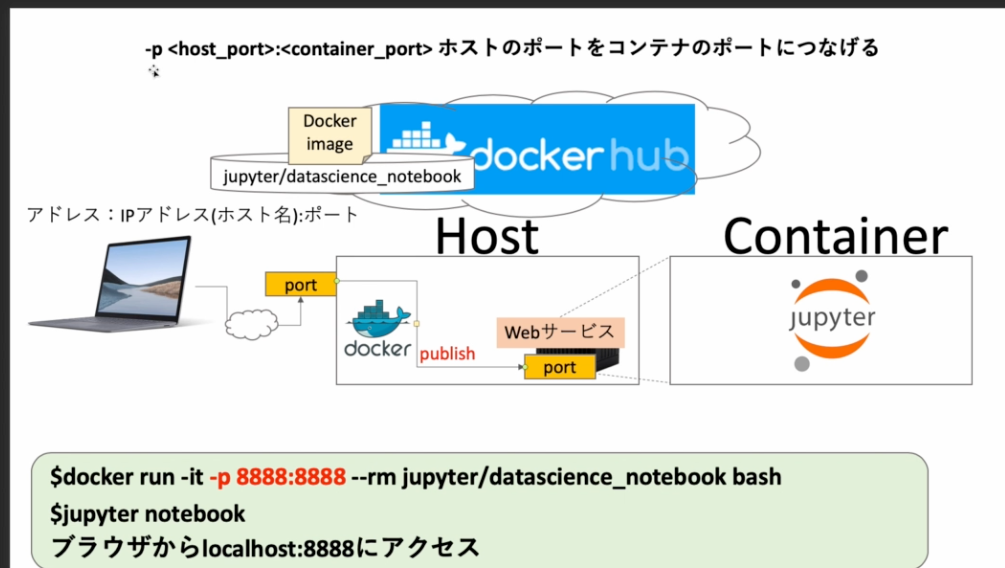 -p <host_port>:<container_port> ホストのポートをコンテナのポートにつなげる
Docker
image
docker hub
jupyter/datascience_notebook
アドレス：IPアドレス(ホスト名):ポート
Host
Container
port
docker
publish
Webサービス
port
jupyter
$docker run -it -p 8888:8888 --rm jupyter/datascience_notebook bash
$jupyter notebook
ブラウザからlocalhost:8888にアクセス